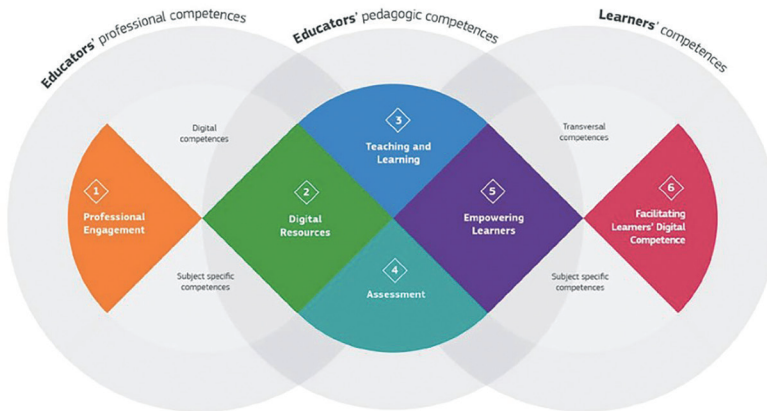 Educators' professional competences
Educators' pedagogic competences
Learners' competences
Digital
competences
Subject specific
competences
1
Professional
Engagement
2
Digital
Resources
3
Teaching and
Learning
4
Assessment
5
Empowering
Learners
Transversal
competences
Subject specific
competences
6
Facilitating
Learners' Digital
Competence